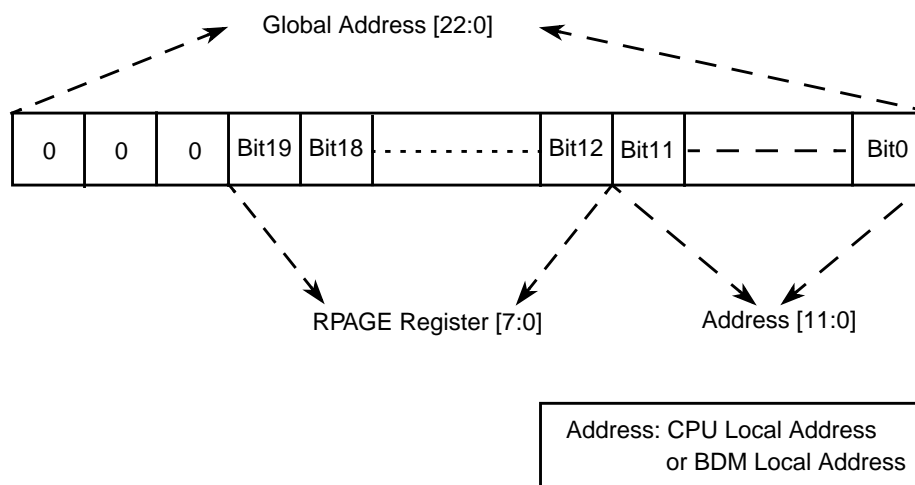 Global Address [22:0]
0 0 0 Bit19 Bit18 Bit12 Bit11 Bit0
RPAGE Register [7:0] Address [11:0]
Address: CPU Local Address
or BDM Local Address